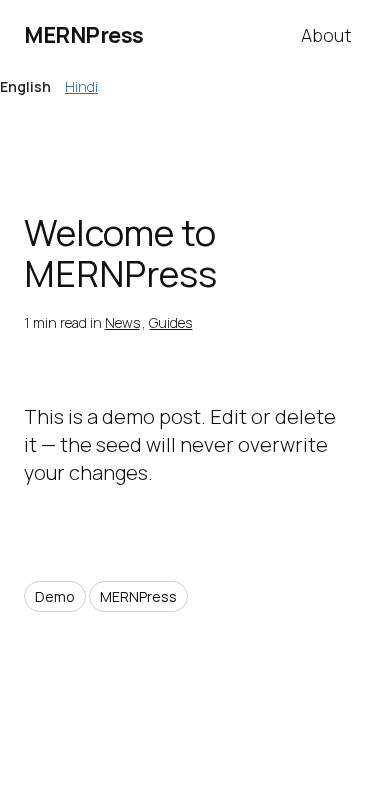 MERNPress About
English Hindi
Welcome to
MERNPress
1 min read in News, Guides
This is a demo post. Edit or delete
it — the seed will never overwrite
your changes.
Demo MERNPress